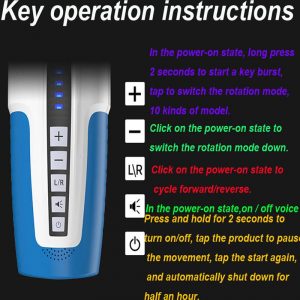 Key operation instructions
In the power-on state, long press
2 seconds to start a key burst,
tap to switch the rotation mode,
10 kinds of model.
+
Click on the power-on state to
switch the rotation mode down.
−
Click on the power-on state to
cycle forward/reverse.
L\R
In the power-on state,on / off voice
Press and hold for 2 seconds to
turn on/off, tap the product to pause
the movement, tap the start again,
and automatically shut down for
half an hour.
+
−
L/R